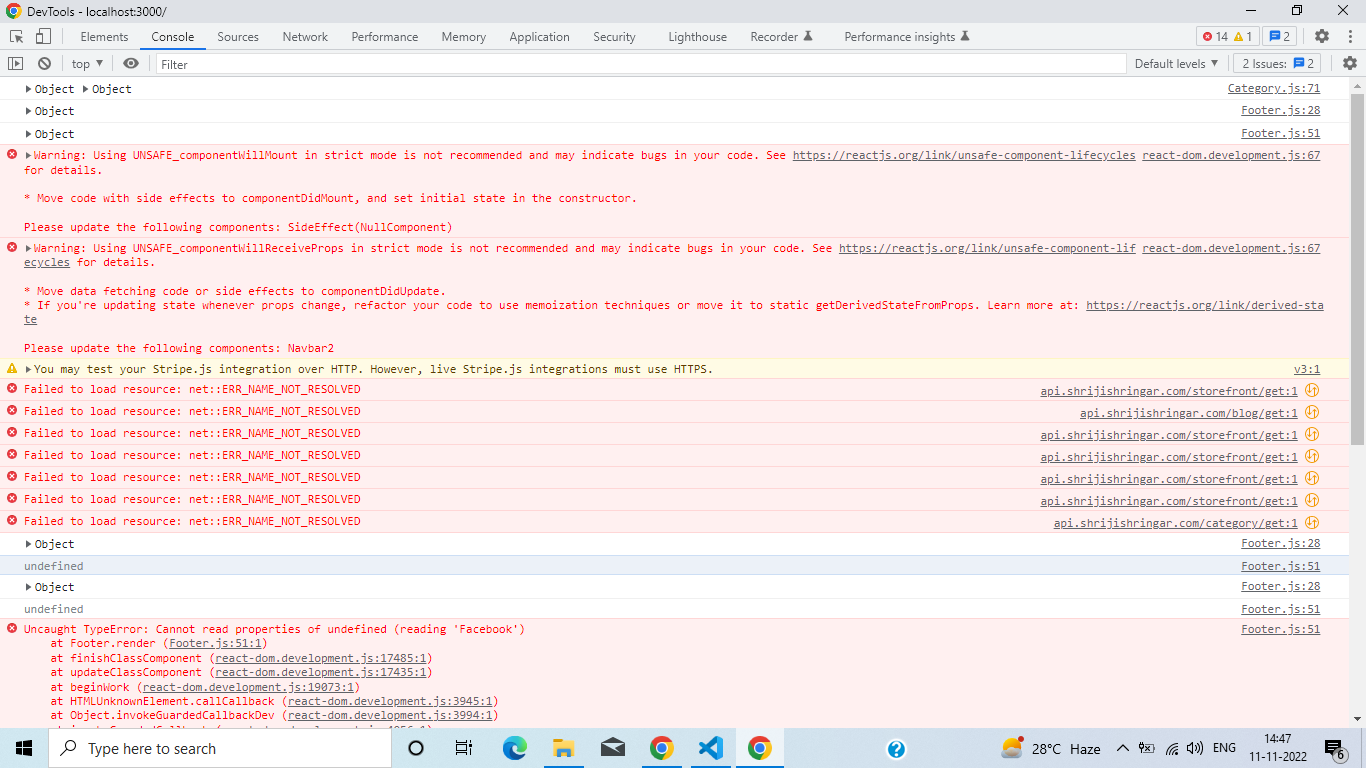 DevTools - localhost:3000/
Elements Console Sources Network Performance Memory Application Security Lighthouse Recorder Performance insights 14 1 2
top Filter Default levels 2 Issues: 2
Object Object Category.js:71
Object Footer.js:28
Object Footer.js:51
Warning: Using UNSAFE_componentWillMount in strict mode is not recommended and may indicate bugs in your code. See https://reactjs.org/link/unsafe-component-lifecycles react-dom.development.js:67
for details.
* Move code with side effects to componentDidMount, and set initial state in the constructor.
Please update the following components: SideEffect(NullComponent)
Warning: Using UNSAFE_componentWillReceiveProps in strict mode is not recommended and may indicate bugs in your code. See https://reactjs.org/link/unsafe-component-lif react-dom.development.js:67
ecycles for details.
* Move data fetching code or side effects to componentDidUpdate.
* If you're updating state whenever props change, refactor your code to use memoization techniques or move it to static getDerivedStateFromProps. Learn more at: https://reactjs.org/link/derived-sta
te
Please update the following components: Navbar2
You may test your Stripe.js integration over HTTP. However, live Stripe.js integrations must use HTTPS. v3:1
Failed to load resource: net::ERR_NAME_NOT_RESOLVED api.shrijishringar.com/storefront/get:1
Failed to load resource: net::ERR_NAME_NOT_RESOLVED api.shrijishringar.com/blog/get:1
Failed to load resource: net::ERR_NAME_NOT_RESOLVED api.shrijishringar.com/storefront/get:1
Failed to load resource: net::ERR_NAME_NOT_RESOLVED api.shrijishringar.com/storefront/get:1
Failed to load resource: net::ERR_NAME_NOT_RESOLVED api.shrijishringar.com/storefront/get:1
Failed to load resource: net::ERR_NAME_NOT_RESOLVED api.shrijishringar.com/storefront/get:1
Failed to load resource: net::ERR_NAME_NOT_RESOLVED api.shrijishringar.com/category/get:1
Object Footer.js:28
undefined Footer.js:51
Object Footer.js:28
undefined Footer.js:51
Uncaught TypeError: Cannot read properties of undefined (reading 'Facebook') Footer.js:51
at Footer.render (Footer.js:51:1)
at finishClassComponent (react-dom.development.js:17485:1)
at updateClassComponent (react-dom.development.js:17435:1)
at beginWork (react-dom.development.js:19073:1)
at HTMLUnknownElement.callCallback (react-dom.development.js:3945:1)
at Object.invokeGuardedCallbackDev (react-dom.development.js:3994:1)
Type here to search 28°C Haze ENG 14:47
11-11-2022 6